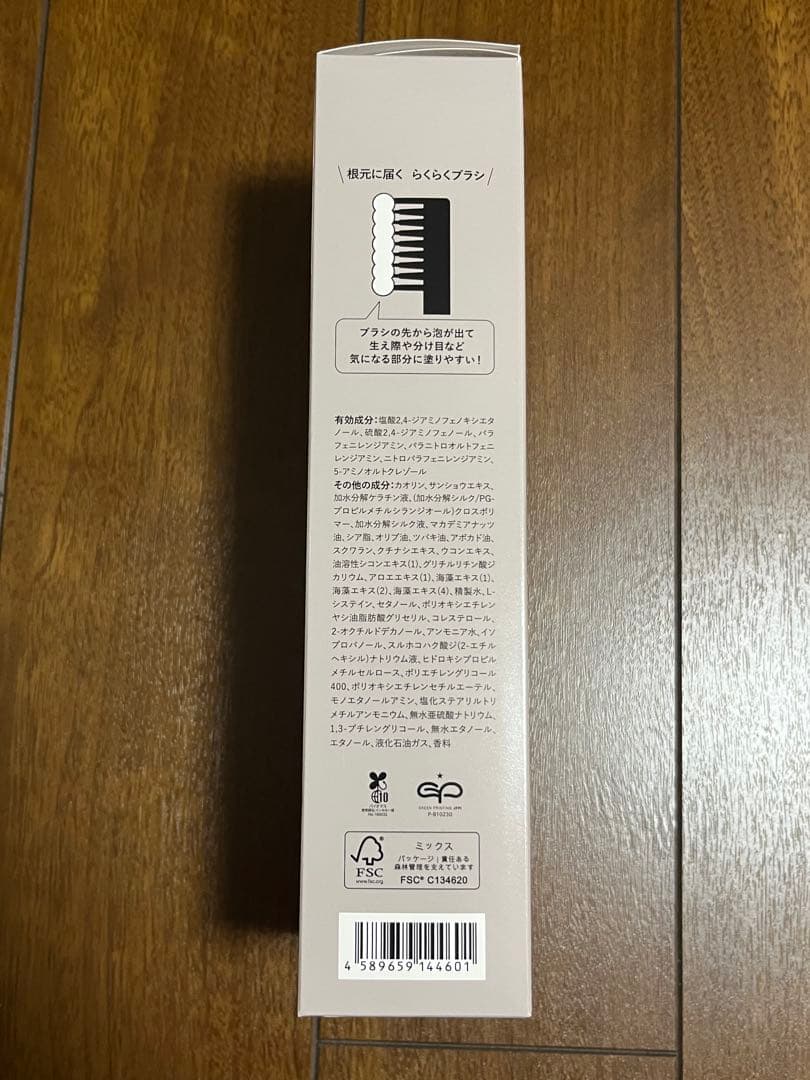 根元に届く らくらくブラシ
ブラシの先から泡が出て
生え際や分け目など
気になる部分に塗りやすい!
有効成分:塩酸2,4-ジアミノフェノキシエタ
ノール、硫酸2,4-ジアミノフェノール、パラ
フェニレンジアミン、パラニトロオルトフェニ
レンジアミン、ニトロパラフェニレンジアミン、
5-アミノオルトクレゾール
その他の成分:カオリン、サンショウエキス、
加水分解ケラチン液、(加水分解シルク/PG-
プロピルメチルシランジオール)クロスポリ
マー、加水分解シルク液、マカデミアナッツ
油、シア脂、オリブ油、ツバキ油、アボカド油、
スクワラン、クチナシエキス、ウコンエキス、
油溶性シコンエキス(1)、グリチルリチン酸ジ
カリウム、アロエエキス(1)、海藻エキス(1)、
海藻エキス(2)、海藻エキス(4)、精製水、L-
システイン、セタノール、ポリオキシエチレン
ヤシ油脂肪酸グリセリル、コレステロール、
2-オクチルドデカノール、アンモニア水、イソ
プロパノール、スルホコハク酸ジ(2-エチル
ヘキシル)ナトリウム液、ヒドロキシプロピル
メチルセルロース、ポリエチレングリコール
400、ポリオキシエチレンセチルエーテル、
モノエタノールアミン、塩化ステアリルトリ
メチルアンモニウム、無水亜硫酸ナトリウム、
1,3-ブチレングリコール、無水エタノール、
エタノール、液化石油ガス、香料
GREEN PRINTING JFPI
P-B10230
FSC®
www.fsc.org
ミックス
パッケージ|責任ある
森林管理を支えています
FSC® C134620
4 589659 144601